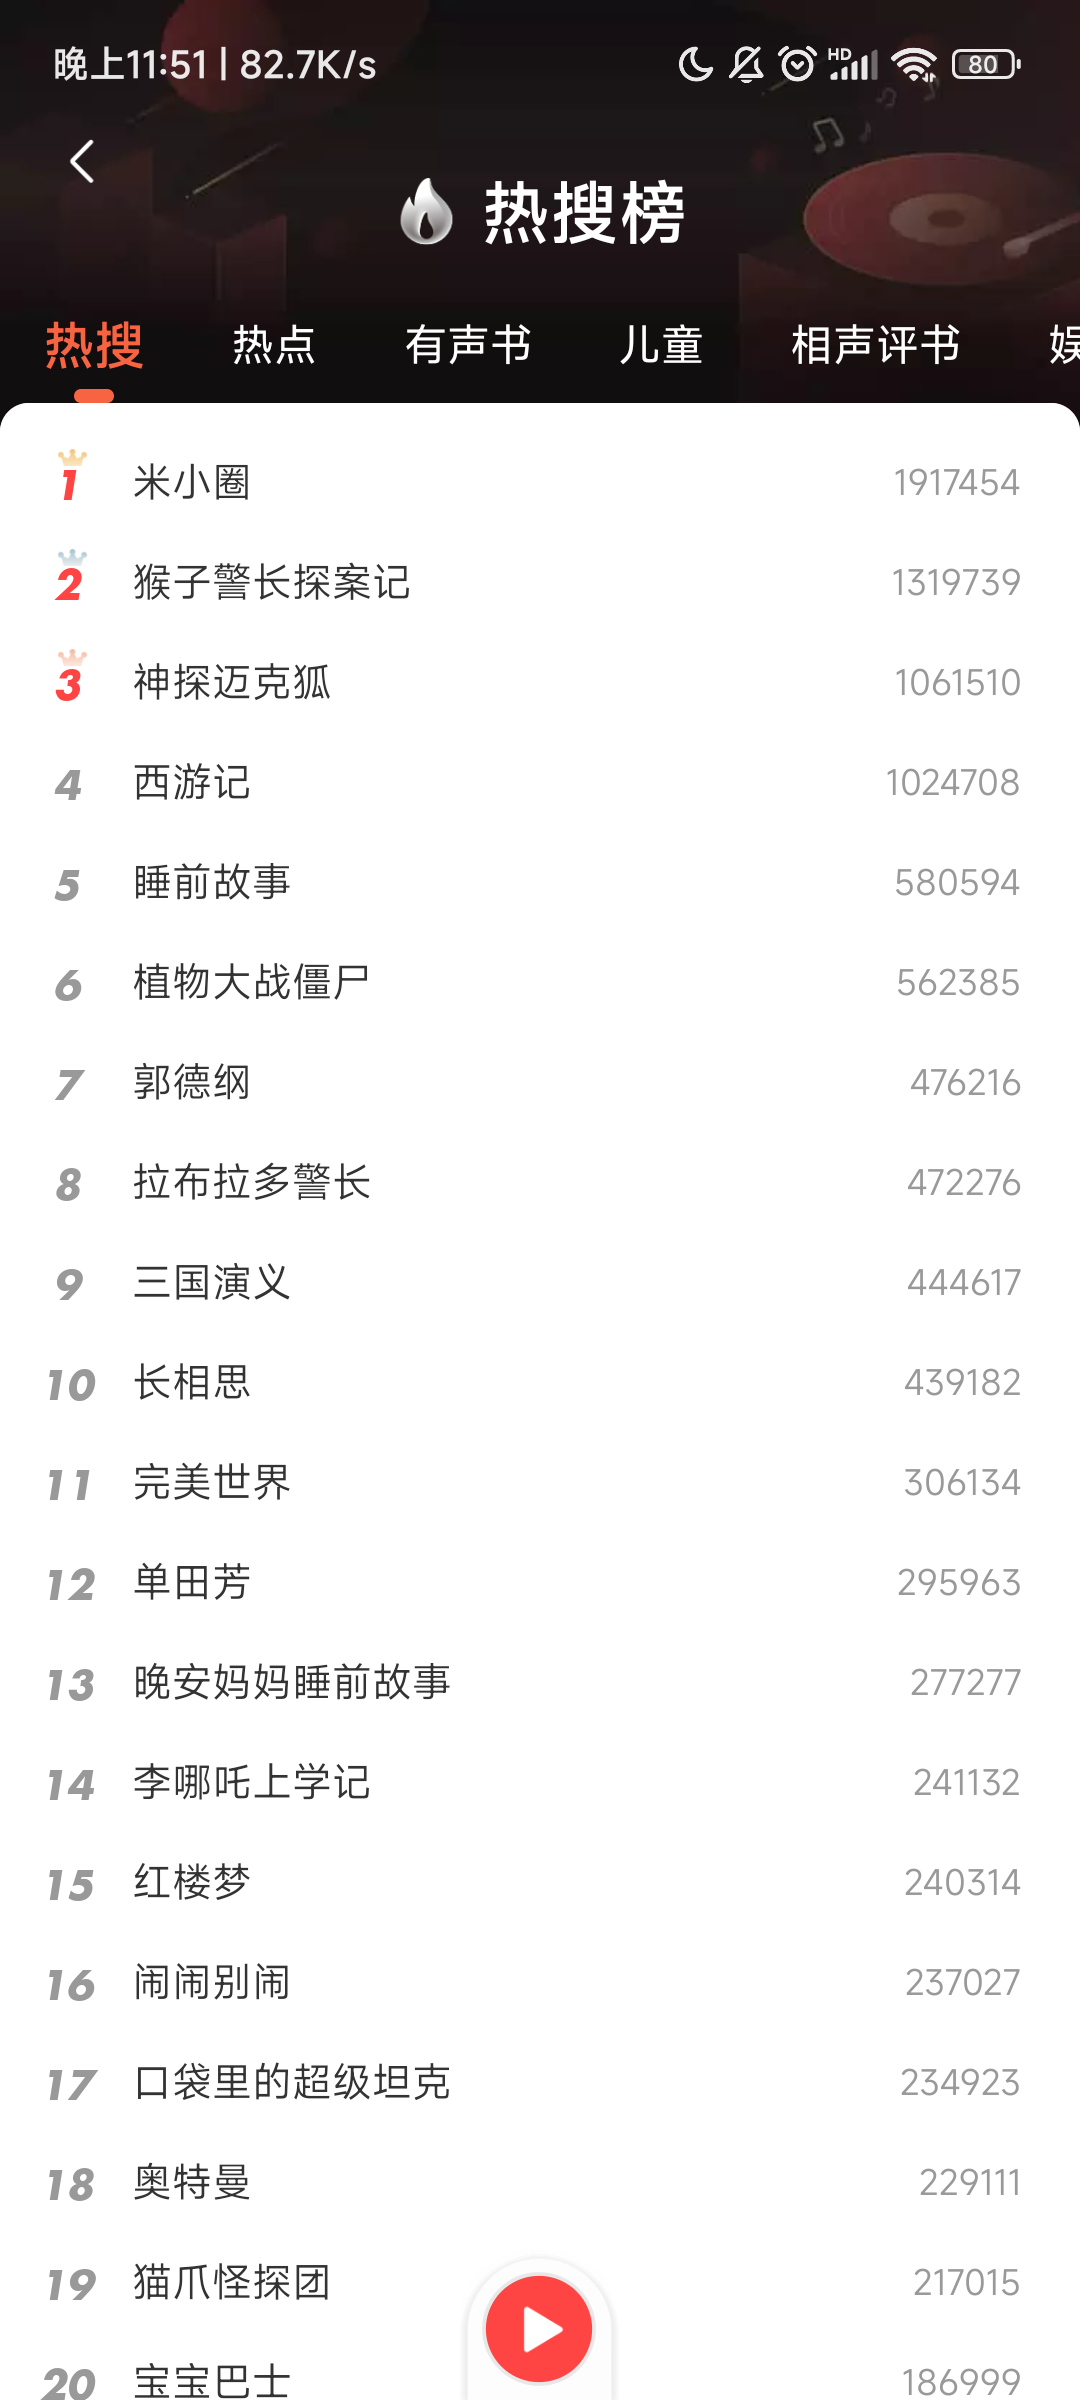 晚上11:51 | 82.7K/s HD 80
热搜榜
热搜 热点 有声书 儿童 相声评书 娱
1 米小圈 1917454
2 猴子警长探案记 1319739
3 神探迈克狐 1061510
4 西游记 1024708
5 睡前故事 580594
6 植物大战僵尸 562385
7 郭德纲 476216
8 拉布拉多警长 472276
9 三国演义 444617
10 长相思 439182
11 完美世界 306134
12 单田芳 295963
13 晚安妈妈睡前故事 277277
14 李哪吒上学记 241132
15 红楼梦 240314
16 闹闹别闹 237027
17 口袋里的超级坦克 234923
18 奥特曼 229111
19 猫爪怪探团 217015
20 宝宝巴士 186999